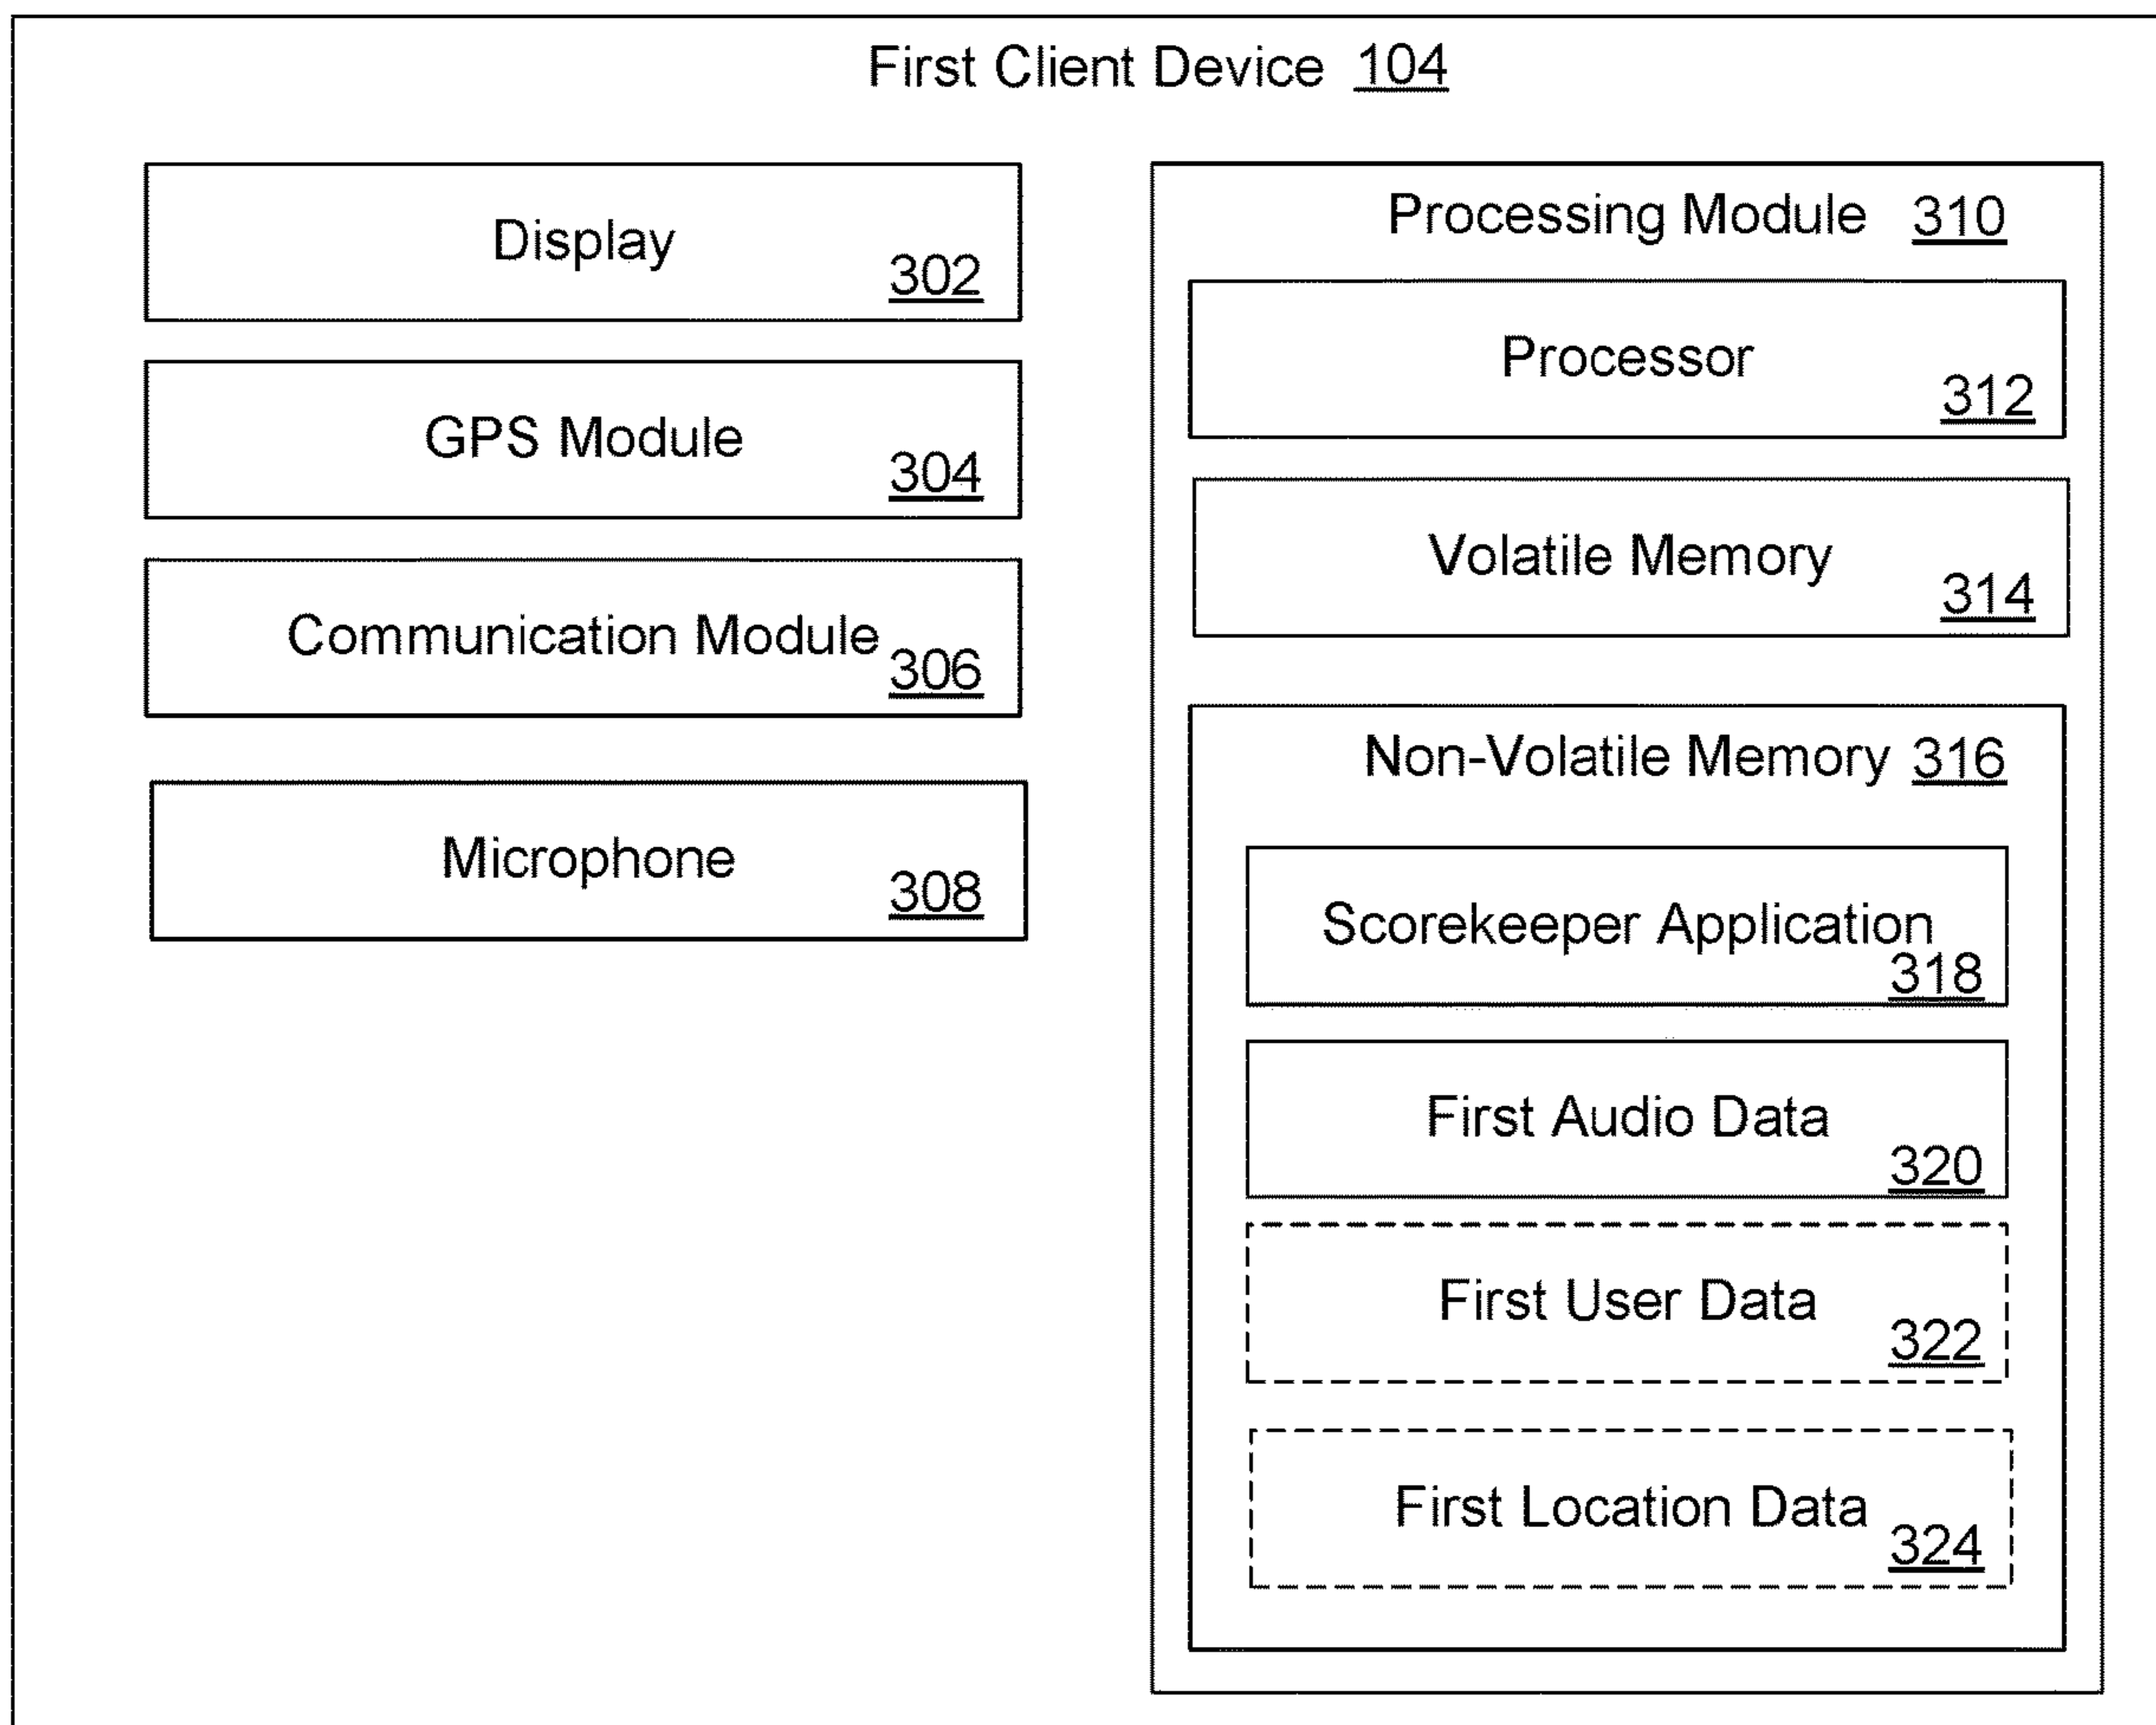 First Client Device 104
Display
302
GPS Module
304
Communication Module
306
Microphone
308
Processing Module 310
Processor
312
Volatile Memory
314
Non-Volatile Memory 316
Scorekeeper Application
318
First Audio Data
320
First User Data
322
First Location Data
324